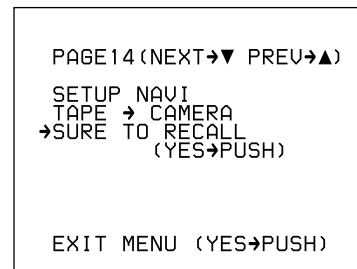 PAGE14(NEXT➔▼ PREV➔▲)
SETUP NAVI
TAPE ➔ CAMERA
➔SURE TO RECALL
(YES➔PUSH)
EXIT MENU (YES➔PUSH)